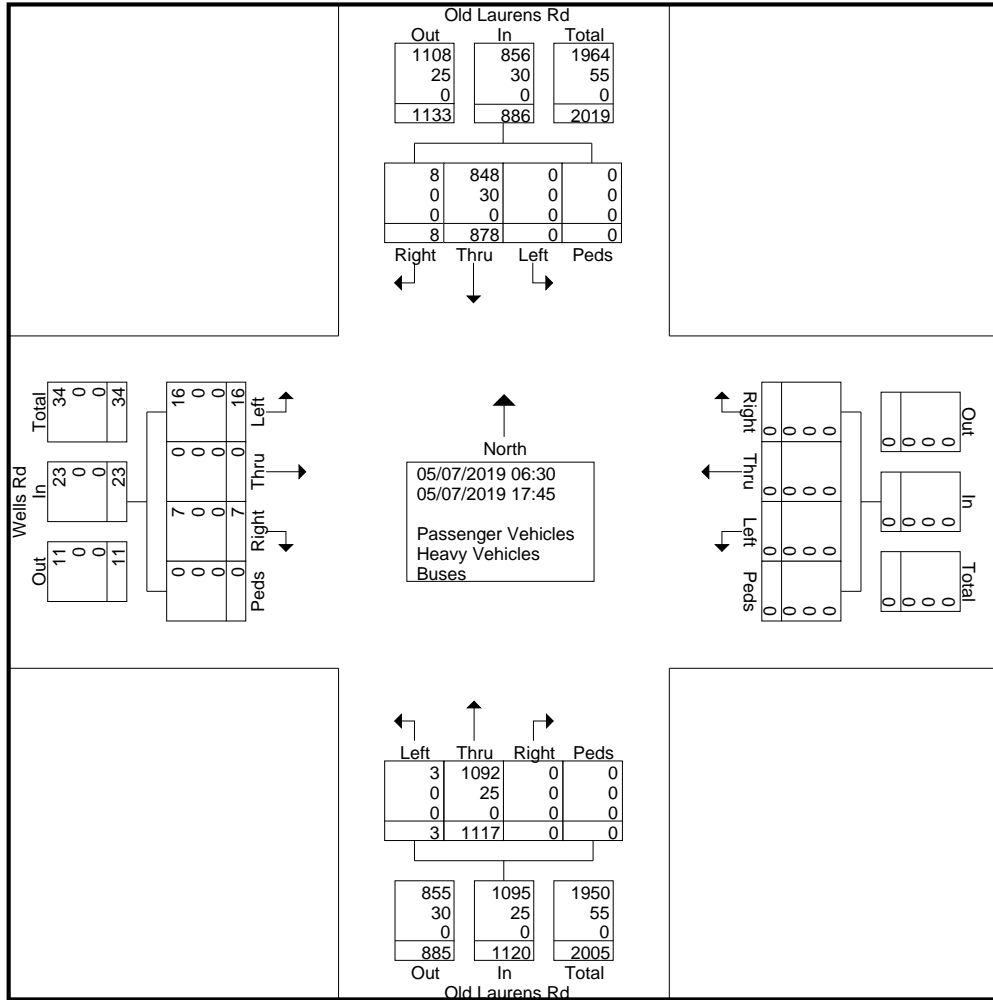 Old Laurens Rd
Out In Total
1108 856 1964
25 30 55
0 0 0
1133 886 2019
8 848 0 0
0 30 0 0
0 0 0 0
8 878 0 0
Right Thru Left Peds
Wells Rd
Total
34 0 0 34
In
23 0 0 23
Out
11 0 0 11
Left
16 0 0 16
Thru
0 0 0 0
Right
7 0 0 7
Peds
0 0 0 0
North
05/07/2019 06:30
05/07/2019 17:45
Passenger Vehicles
Heavy Vehicles
Buses
Right
0 0 0 0
Thru
0 0 0 0
Left
0 0 0 0
Peds
0 0 0 0
Out
0 0 0 0
In
0 0 0 0
Total
0 0 0 0
Left Thru Right Peds
3 1092 0 0
0 25 0 0
0 0 0 0
3 1117 0 0
855 1095 1950
30 25 55
0 0 0
885 1120 2005
Out In Total
Old Laurens Rd